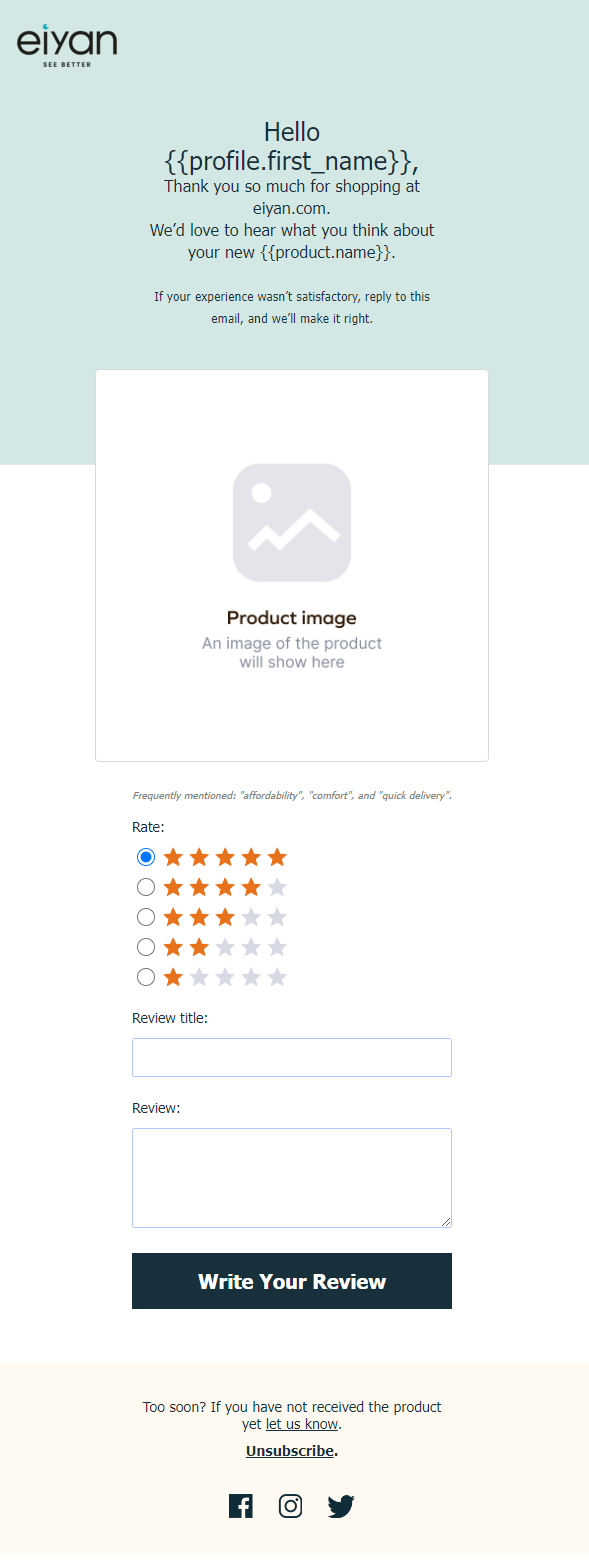 eiyan
SEE BETTER
Hello
{{profile.first_name}},
Thank you so much for shopping at
eiyan.com.
We’d love to hear what you think about
your new {{product.name}}.
If your experience wasn’t satisfactory, reply to this
email, and we’ll make it right.
Product image
An image of the product
will show here
Frequently mentioned: "affordability", "comfort", and "quick delivery".
Rate:
Review title:
Review:
Write Your Review
Too soon? If you have not received the product
yet let us know.
Unsubscribe.